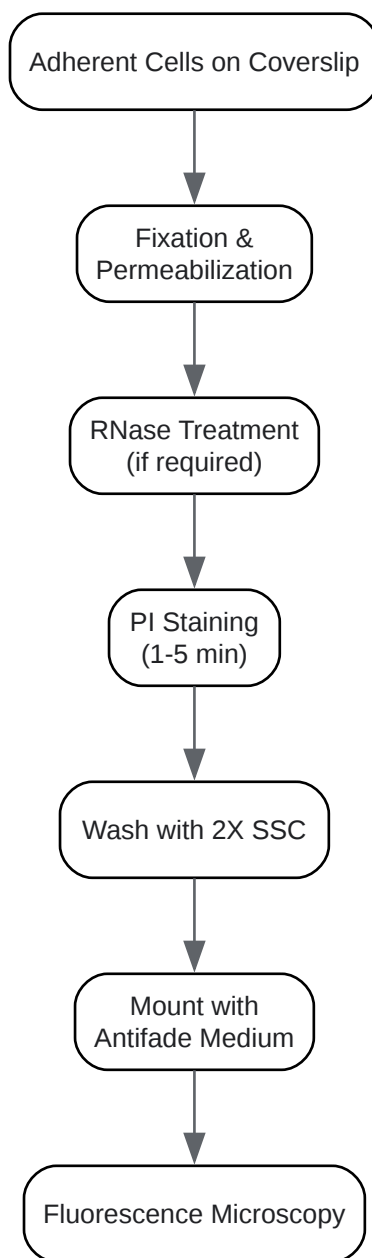 Adherent Cells on Coverslip
Fixation &
Permeabilization
RNase Treatment
(if required)
PI Staining
(1-5 min)
Wash with 2X SSC
Mount with
Antifade Medium
Fluorescence Microscopy